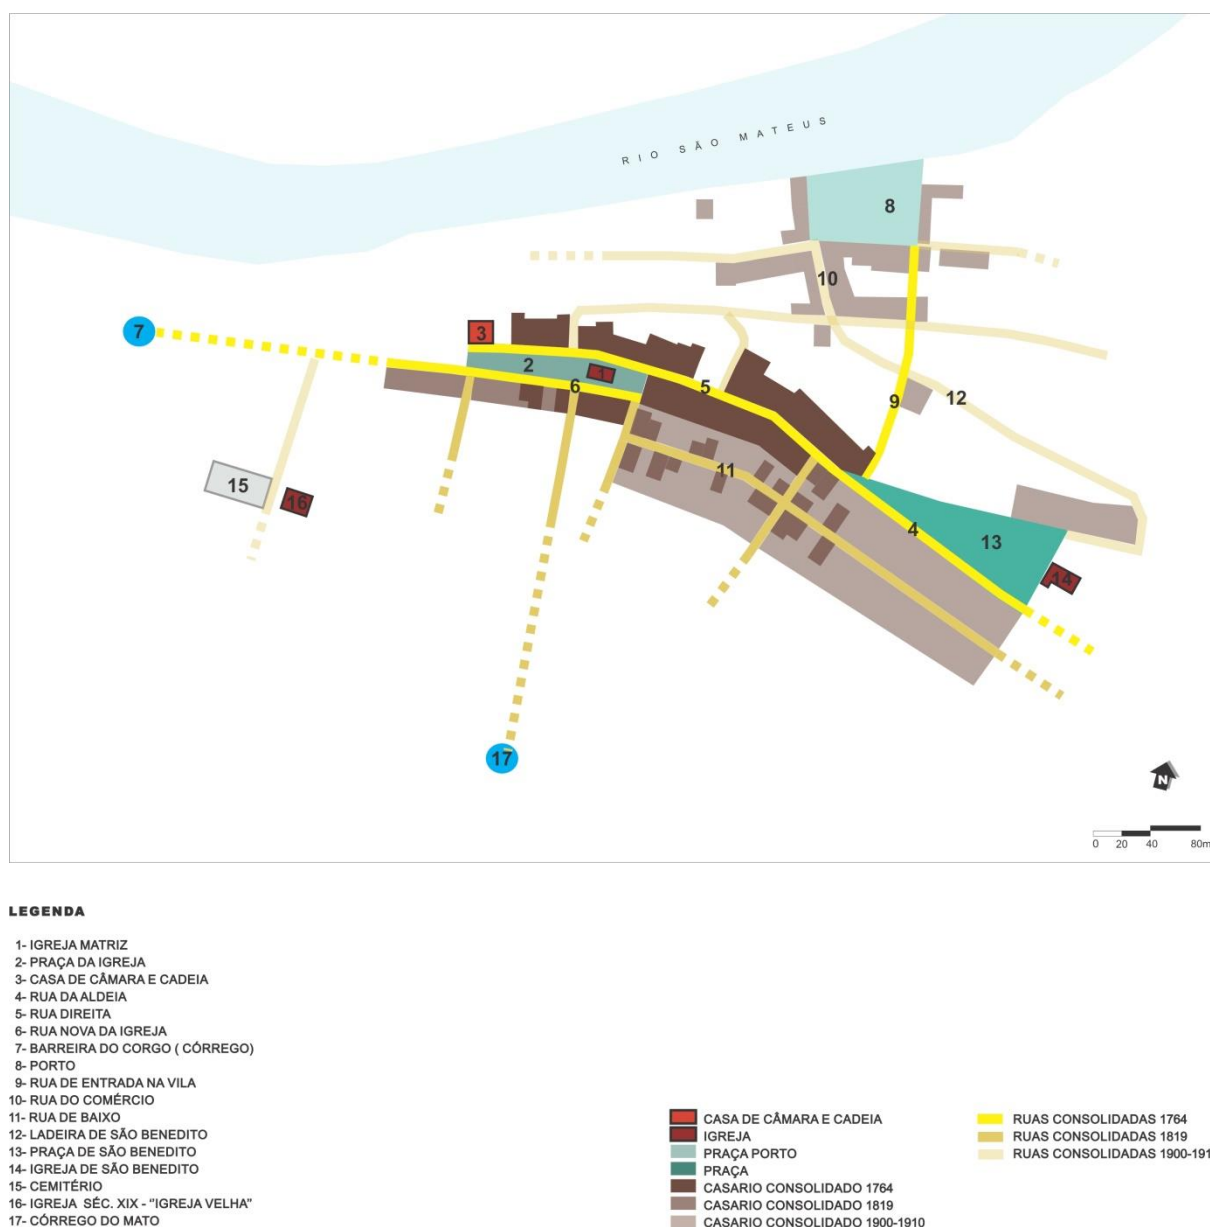 RIO SÃO MATEUS
8
10
7
3
2
1
5
6
9
12
15
16
11
4
13
14
17
N
0 20 40 80m
LEGENDA
1- IGREJA MATRIZ
2- PRAÇA DA IGREJA
3- CASA DE CÂMARA E CADEIA
4- RUA DA ALDEIA
5- RUA DIREITA
6- RUA NOVA DA IGREJA
7- BARREIRA DO CORGO ( CÓRREGO)
8- PORTO
9- RUA DE ENTRADA NA VILA
10- RUA DO COMÉRCIO
11- RUA DE BAIXO
12- LADEIRA DE SÃO BENEDITO
13- PRAÇA DE SÃO BENEDITO
14- IGREJA DE SÃO BENEDITO
15- CEMITÉRIO
16- IGREJA SÉC. XIX - "IGREJA VELHA"
17- CÓRREGO DO MATO
CASA DE CÂMARA E CADEIA
IGREJA
PRAÇA PORTO
PRAÇA
CASARIO CONSOLIDADO 1764
CASARIO CONSOLIDADO 1819
CASARIO CONSOLIDADO 1900-1910
RUAS CONSOLIDADAS 1764
RUAS CONSOLIDADAS 1819
RUAS CONSOLIDADAS 1900-191